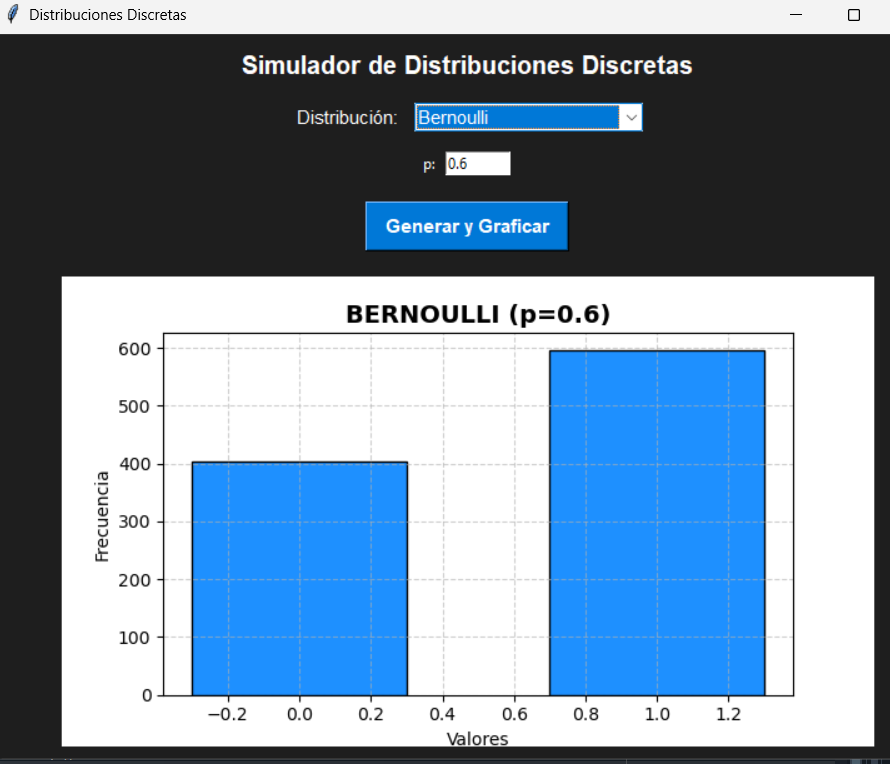 Distribuciones Discretas
Simulador de Distribuciones Discretas
Distribución: Bernoulli
p: 0.6
Generar y Graficar
BERNOULLI (p=0.6)
600
500
400
300
200
100
0
Frecuencia
−0.2 0.0 0.2 0.4 0.6 0.8 1.0 1.2
Valores